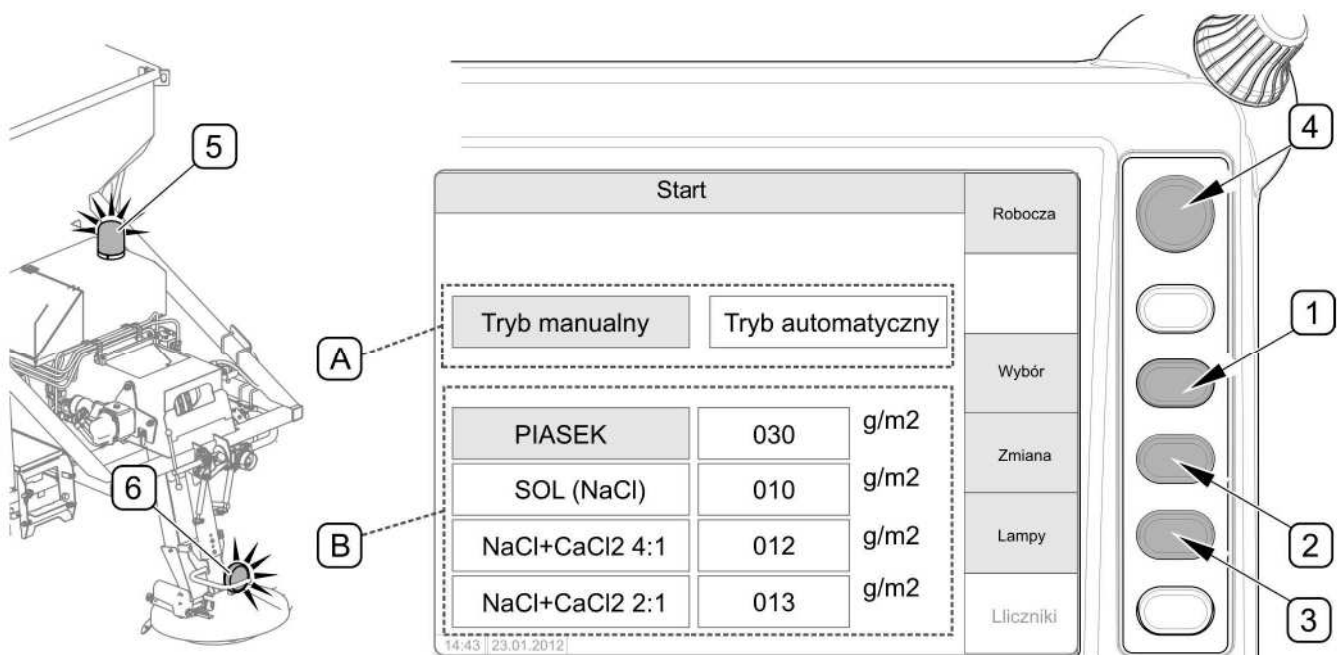 5
6
A
B
Start
Tryb manualny Tryb automatyczny
PIASEK 030 g/m2
SOL (NaCl) 010 g/m2
NaCl+CaCl2 4:1 012 g/m2
NaCl+CaCl2 2:1 013 g/m2
14:43 23.01.2012
Robocza
Wybór
Zmiana
Lampy
Lliczniki
4
1
2
3